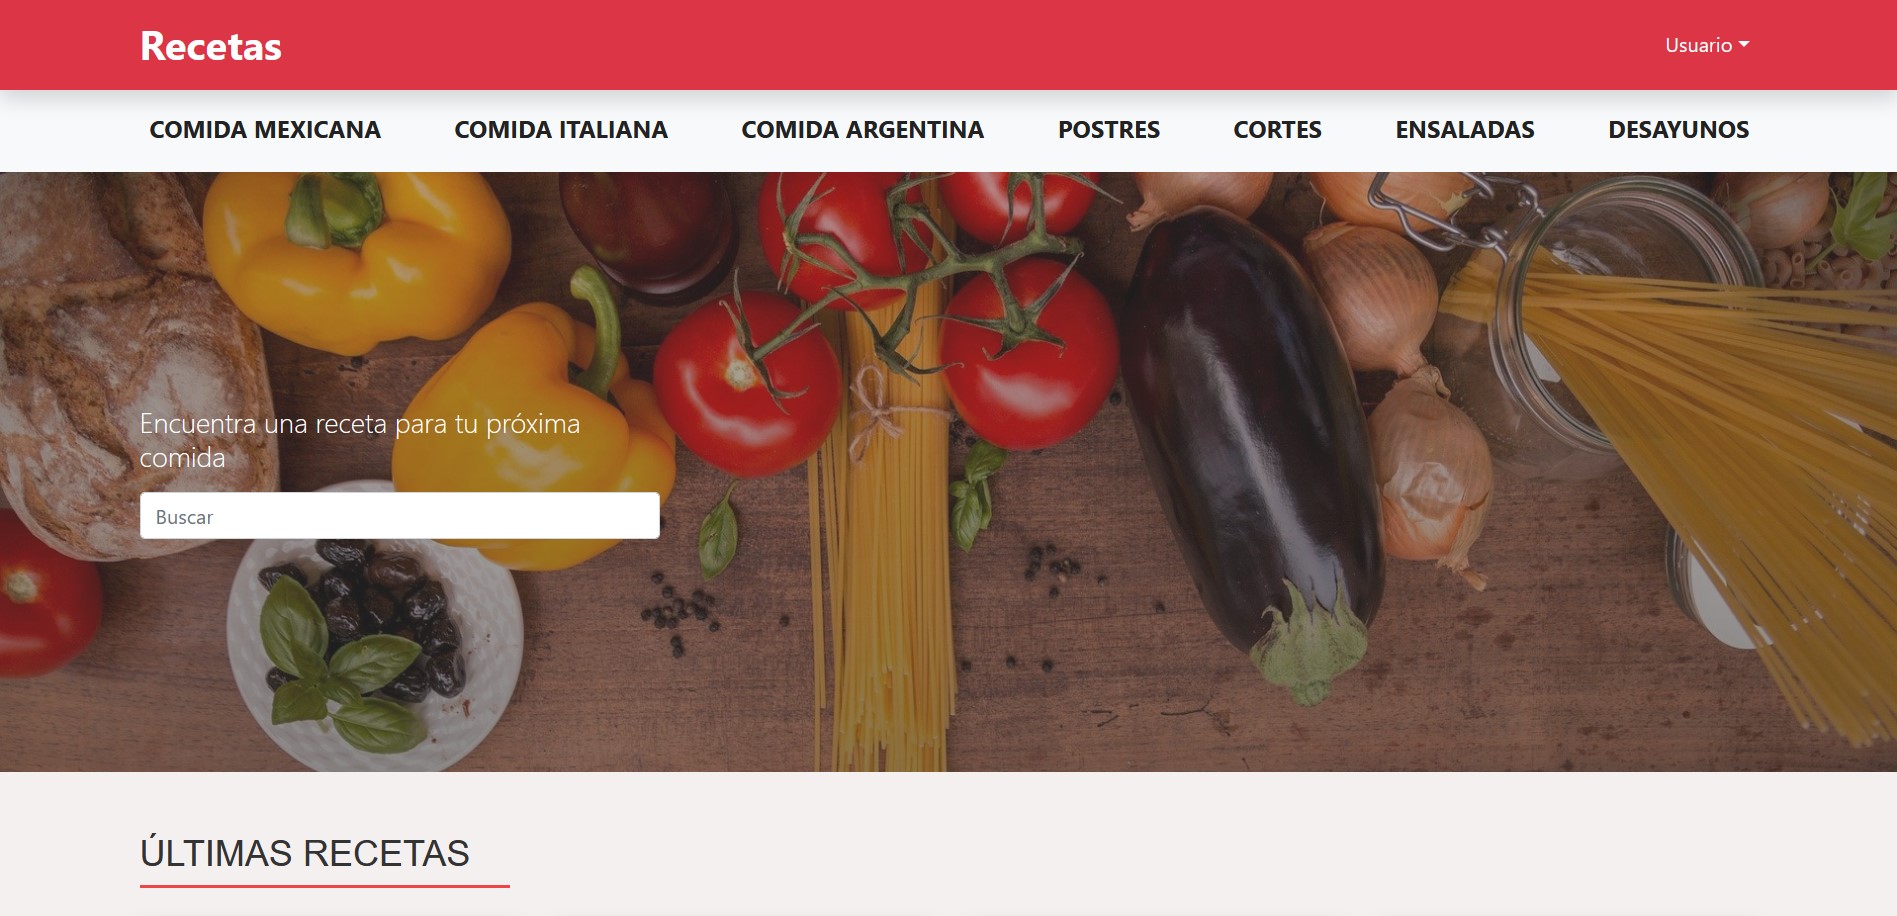 Recetas
Usuario
COMIDA MEXICANA COMIDA ITALIANA COMIDA ARGENTINA POSTRES CORTES ENSALADAS DESAYUNOS
Encuentra una receta para tu próxima
comida
Buscar
ÚLTIMAS RECETAS